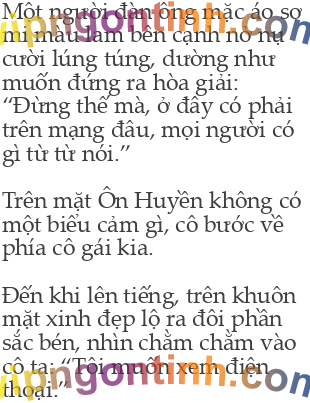 Một người đàn ông mặc áo sơ
mi màu lam bên cạnh nở nụ
cười lúng túng, dường như
muốn đứng ra hòa giải:
“Đừng thế mà, ở đây có phải
trên mạng đâu, mọi người có
gì từ từ nói.”
Trên mặt Ôn Huyền không có
một biểu cảm gì, cô bước về
phía cô gái kia.
Đến khi lên tiếng, trên khuôn
mặt xinh đẹp lộ ra đôi phần
sắc bén, nhìn chằm chằm vào
cô ta: “Tôi muốn xem điện
thoại.”